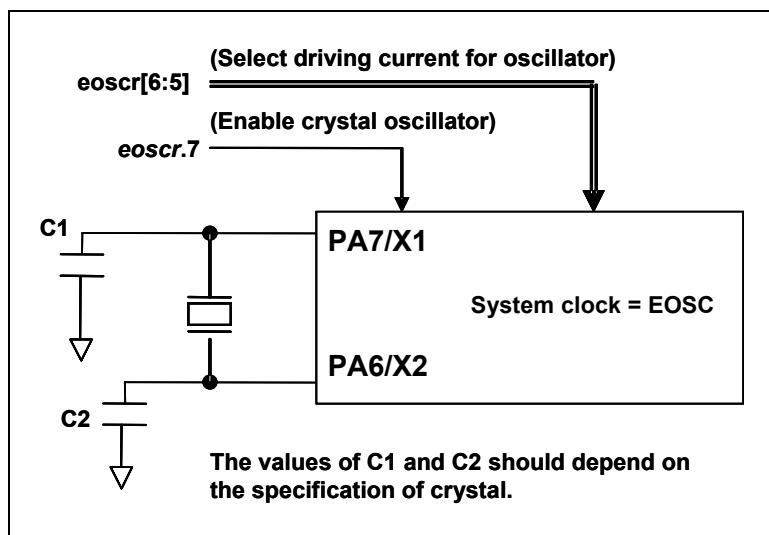 (Select driving current for oscillator)
eoscr[6:5]
(Enable crystal oscillator)
eoscr.7
C1
PA7/X1
System clock = EOSC
PA6/X2
C2
The values of C1 and C2 should depend on
the specification of crystal.